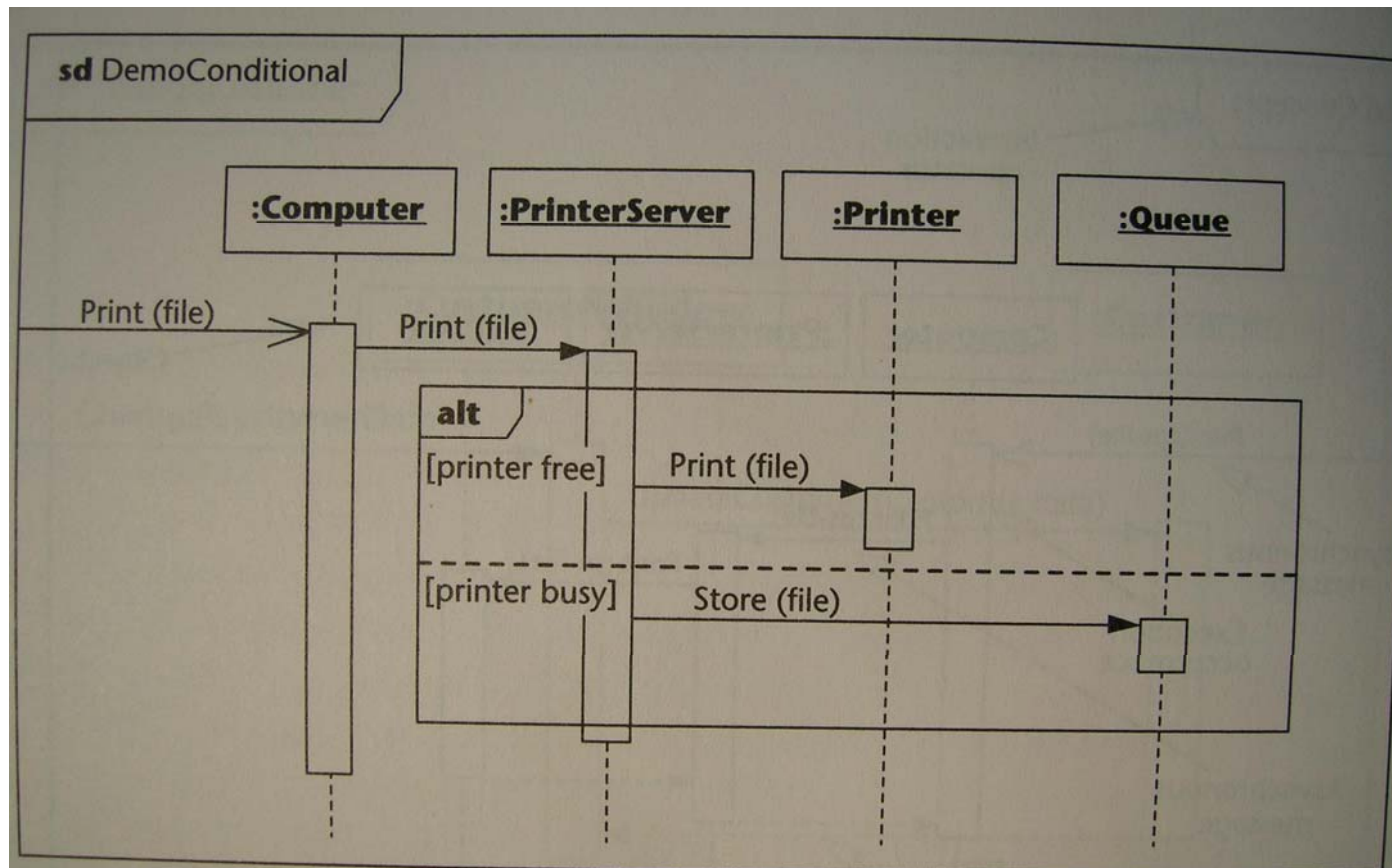 sd DemoConditional
:Computer
:PrinterServer
:Printer
:Queue
Print (file)
Print (file)
alt
[printer free]
Print (file)
[printer busy]
Store (file)